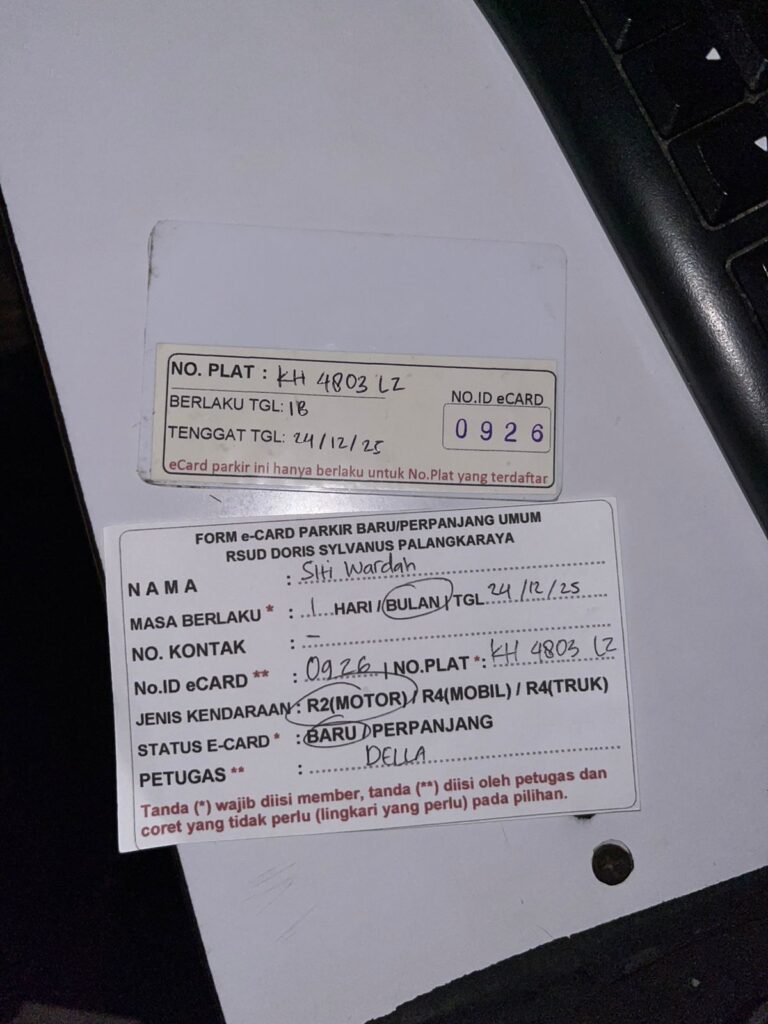 NO. PLAT : KH 4803 LZ
BERLAKU TGL: 1B
NO.ID eCARD
TENGGAT TGL: 24/12/25
0926
eCard parkir ini hanya berlaku untuk No.Plat yang terdaftar
FORM e-CARD PARKIR BARU/PERPANJANG UMUM
RSUD DORIS SYLVANUS PALANGKARAYA
NAMA : Siti Wardah
MASA BERLAKU * : 1 HARI / BULAN / TGL 24/12/25
NO. KONTAK : -
No.ID eCARD ** : 0926 / NO.PLAT *: KH 4803 LZ
JENIS KENDARAAN : R2(MOTOR) / R4(MOBIL) / R4(TRUK)
STATUS E-CARD * : BARU / PERPANJANG
PETUGAS ** : DELLA
Tanda (*) wajib diisi member, tanda (**) diisi oleh petugas dan
coret yang tidak perlu (lingkari yang perlu) pada pilihan.